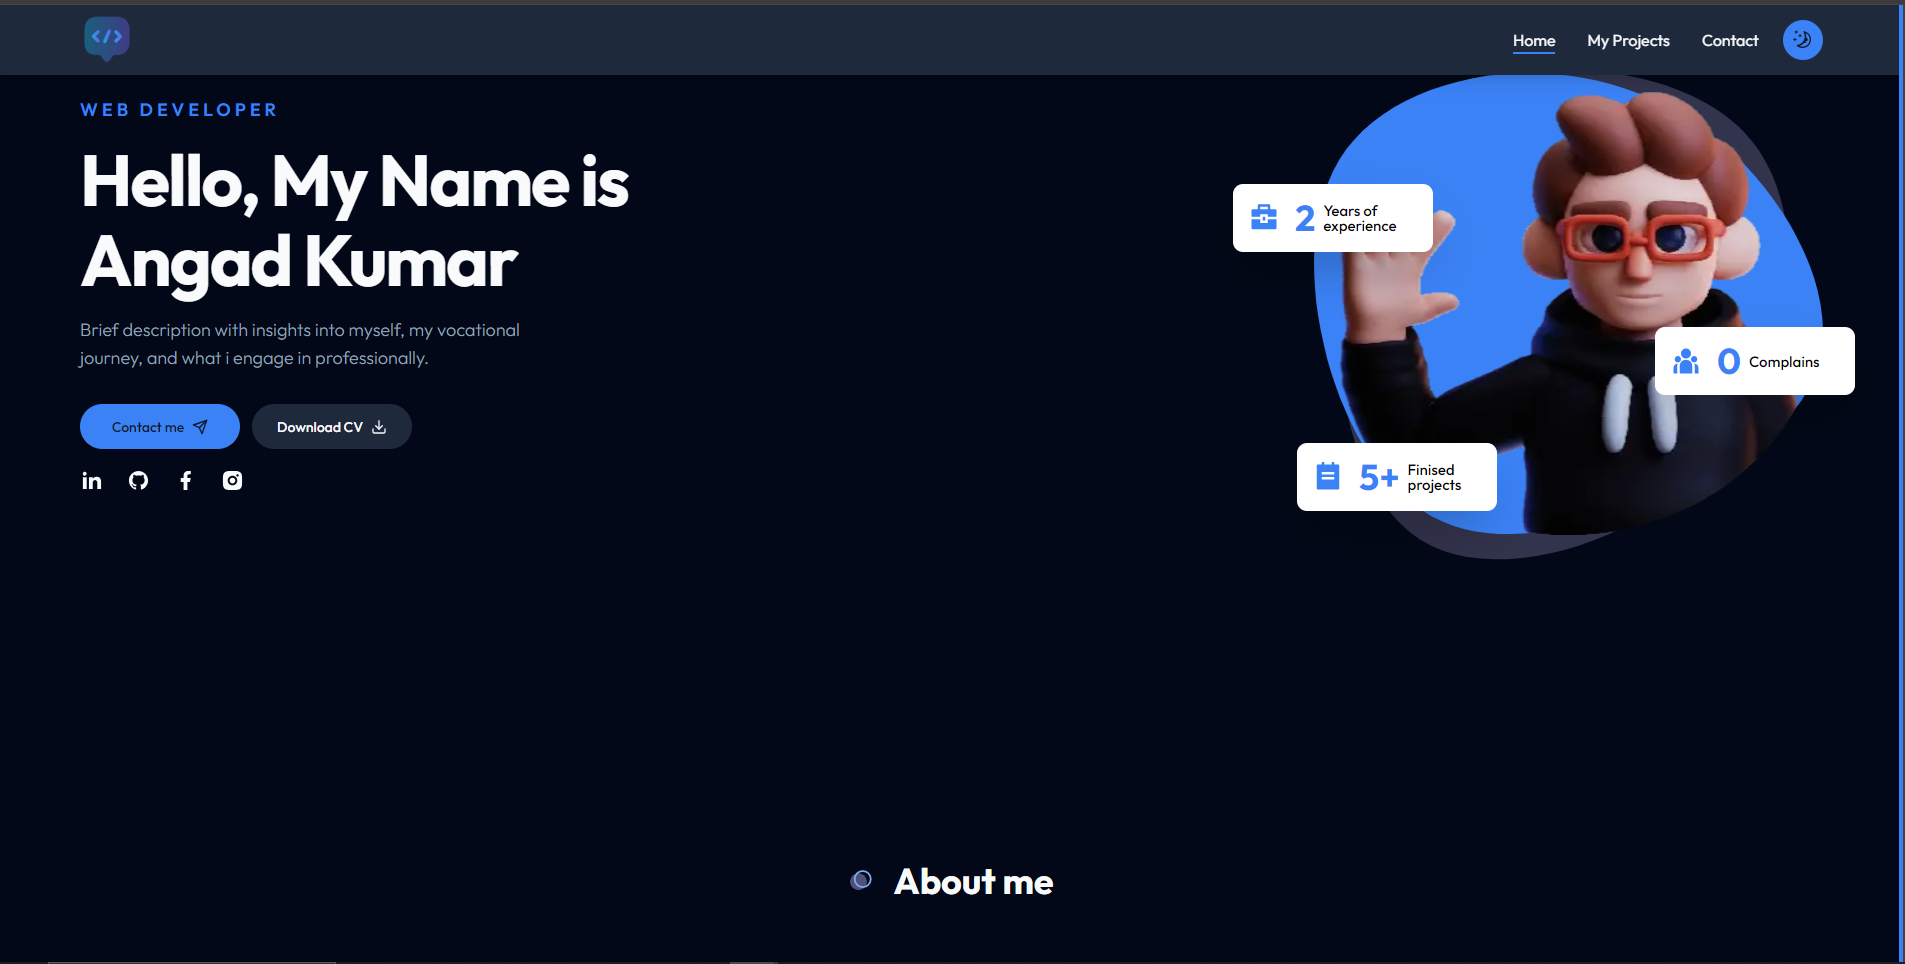 </>
Home
My Projects
Contact
WEB DEVELOPER
Hello, My Name is
Angad Kumar
Brief description with insights into myself, my vocational
journey, and what i engage in professionally.
Contact me
Download CV
2 Years of
experience
0 Complains
5+ Finised
projects
About me